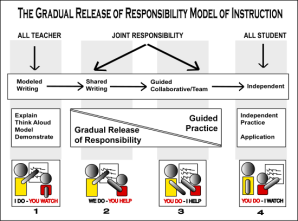 THE GRADUAL RELEASE OF RESPONSIBILITY MODEL OF INSTRUCTION
ALL TEACHER
JOINT RESPONSIBILITY
ALL STUDENT
Modeled
Writing
Shared
Writing
Guided
Collaborative/Team
Independent
Explain
Think Aloud
Model
Demonstrate
Gradual Release
of Responsibility
Guided
Practice
Independent
Practice
Application
I DO - YOU WATCH
WE DO - YOU HELP
YOU DO - I HELP
YOU DO - I WATCH
1
2
3
4